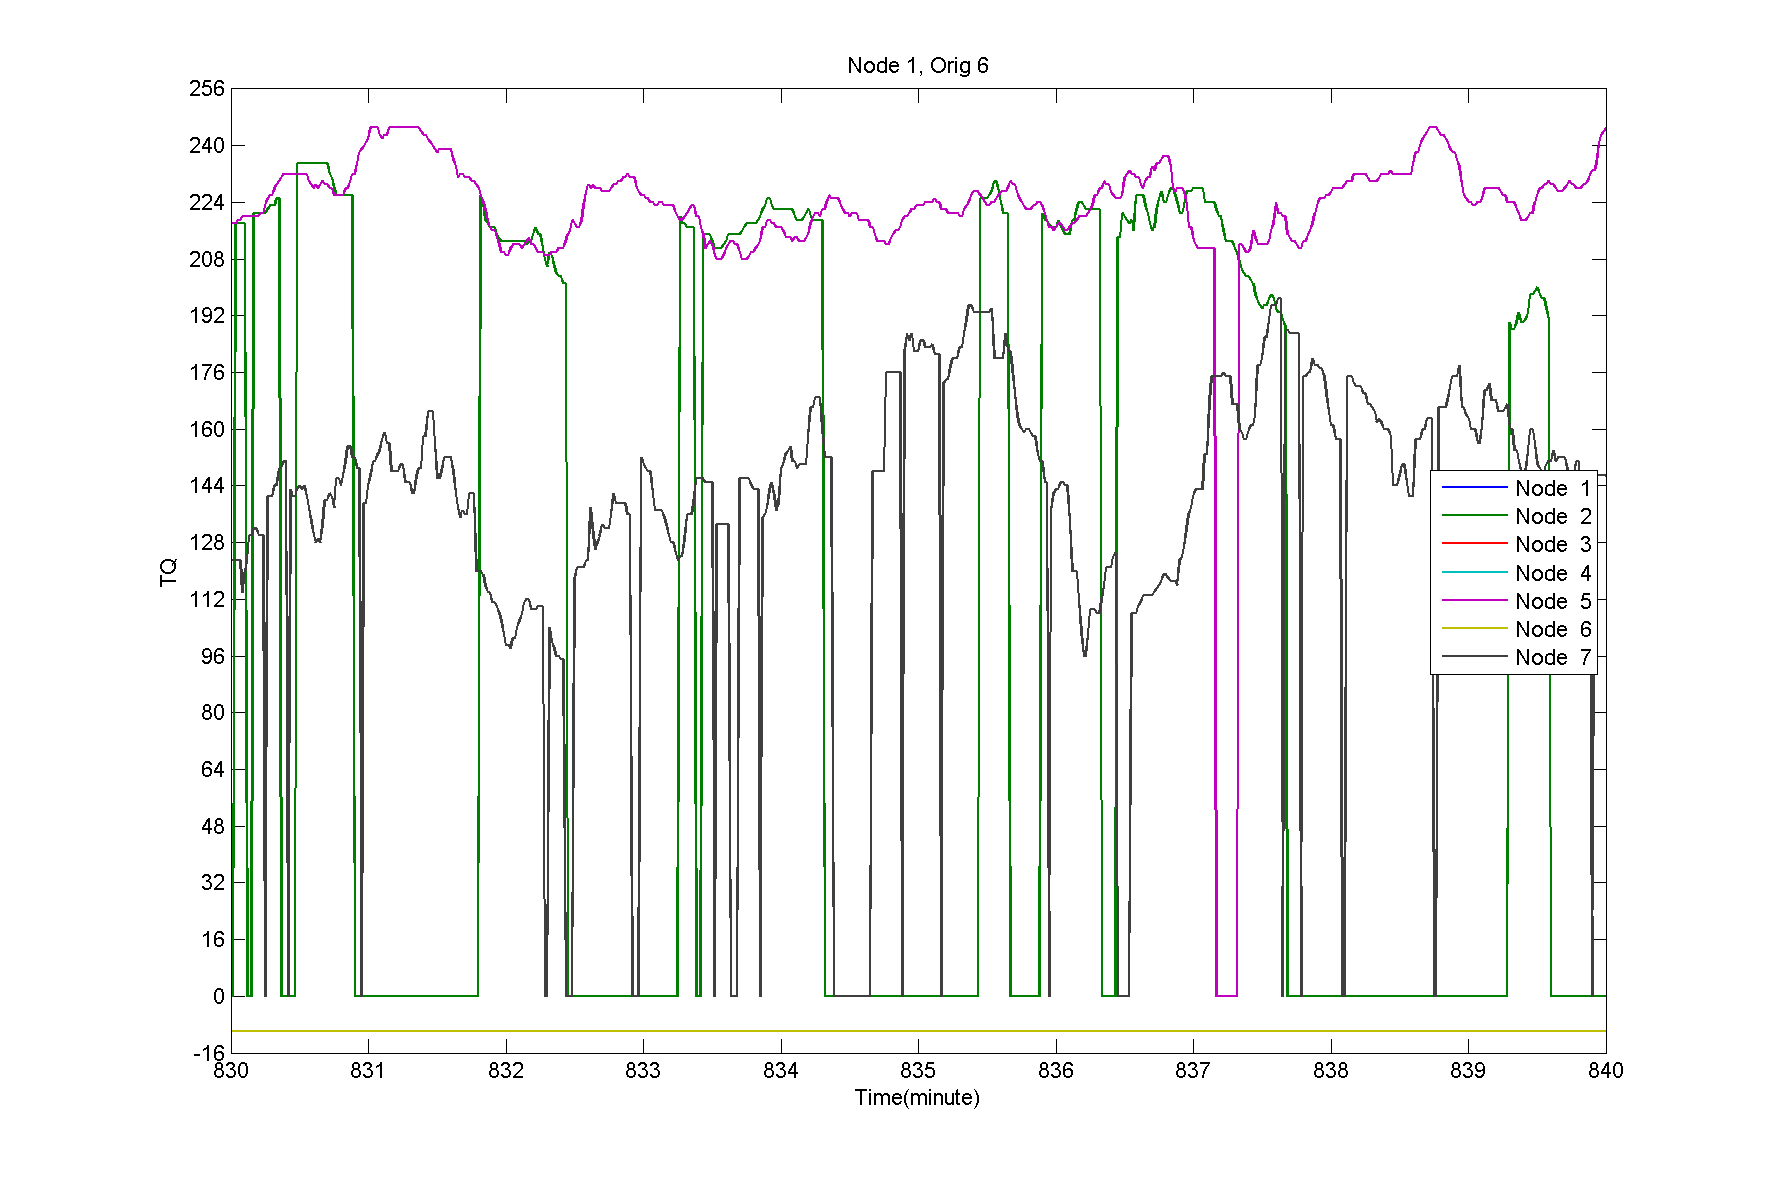 Node 1, Orig 6
256
240
224
208
192
176
160
144
128
112
96
80
64
48
32
16
0
-16
TQ
Node 1
Node 2
Node 3
Node 4
Node 5
Node 6
Node 7
830 831 832 833 834 835 836 837 838 839 840
Time(minute)